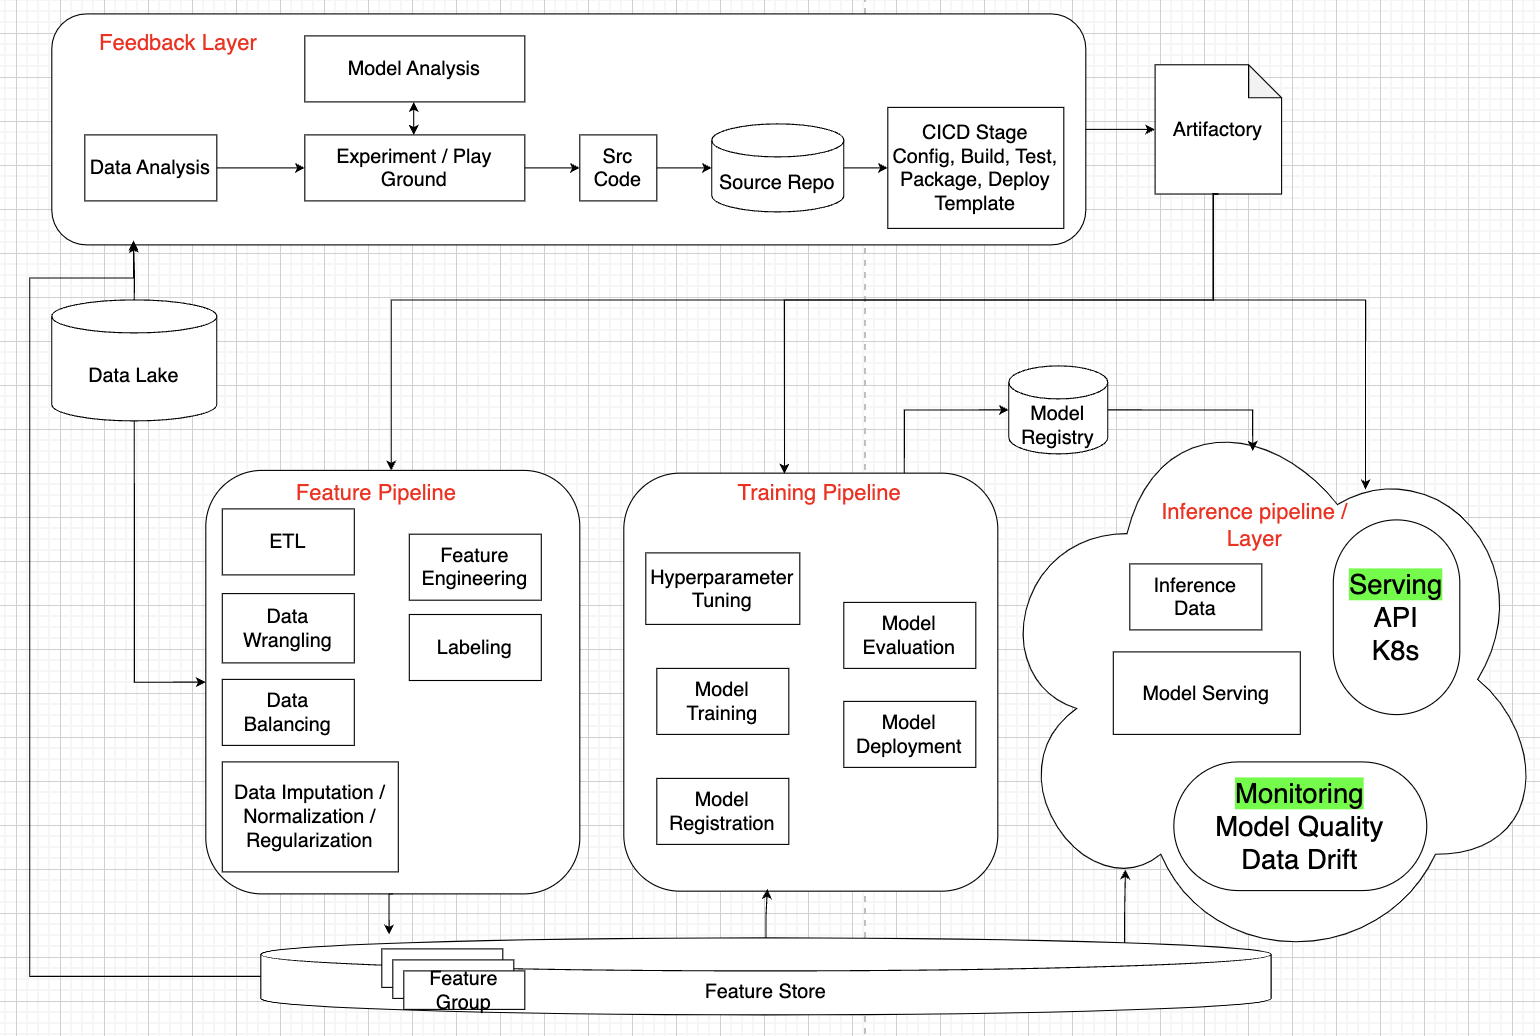 Feedback Layer
Model Analysis
Data Analysis
Experiment / Play
Ground
Src
Code
Source Repo
CICD Stage
Config, Build, Test,
Package, Deploy
Template
Artifactory
Data Lake
Model
Registry
Feature Pipeline
ETL
Data
Wrangling
Data
Balancing
Data Imputation /
Normalization /
Regularization
Feature
Engineering
Labeling
Training Pipeline
Hyperparameter
Tuning
Model
Training
Model
Registration
Model
Evaluation
Model
Deployment
Inference pipeline /
Layer
Inference
Data
Model Serving
Serving
API
K8s
Monitoring
Model Quality
Data Drift
Feature
Group
Feature Store